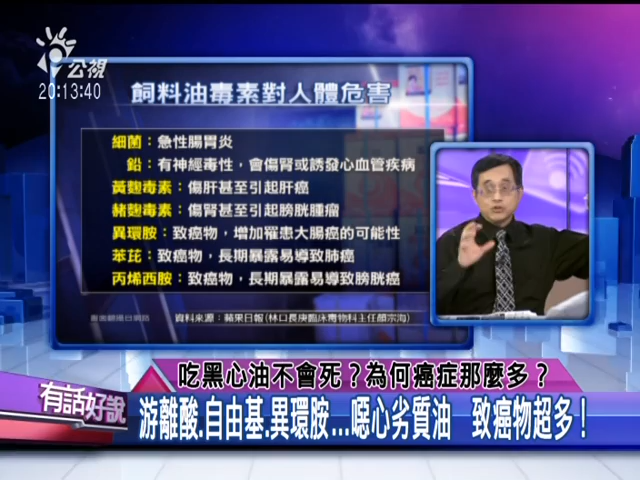 公視
20:13:40
飼料油毒素對人體危害
細菌：急性腸胃炎
鉛：有神經毒性，會傷腎或誘發心血管疾病
黃麴毒素：傷肝甚至引起肝癌
赭麴毒素：傷腎甚至引起膀胱腫瘤
異環胺：致癌物，增加罹患大腸癌的可能性
苯芘：致癌物，長期暴露易導致肺癌
丙烯西胺：致癌物，長期暴露易導致膀胱癌
資料來源：蘋果日報(林口長庚臨床毒物科主任顏宗海)
吃黑心油不會死？為何癌症那麼多？
有話好說
游離酸.自由基.異環胺...噁心劣質油 致癌物超多！